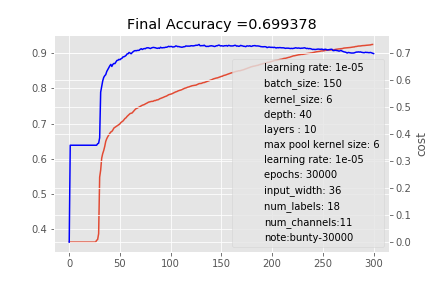 Final Accuracy =0.699378
0.9
0.8
0.7
0.6
0.5
0.4
0.7
0.6
0.5
0.4
0.3
0.2
0.1
0.0
cost
learning rate: 1e-05
batch_size: 150
kernel_size: 6
depth: 40
layers : 10
max pool kernel size: 6
learning rate: 1e-05
epochs: 30000
input_width: 36
num_labels: 18
num_channels:11
note:bunty-30000
0 50 100 150 200 250 300